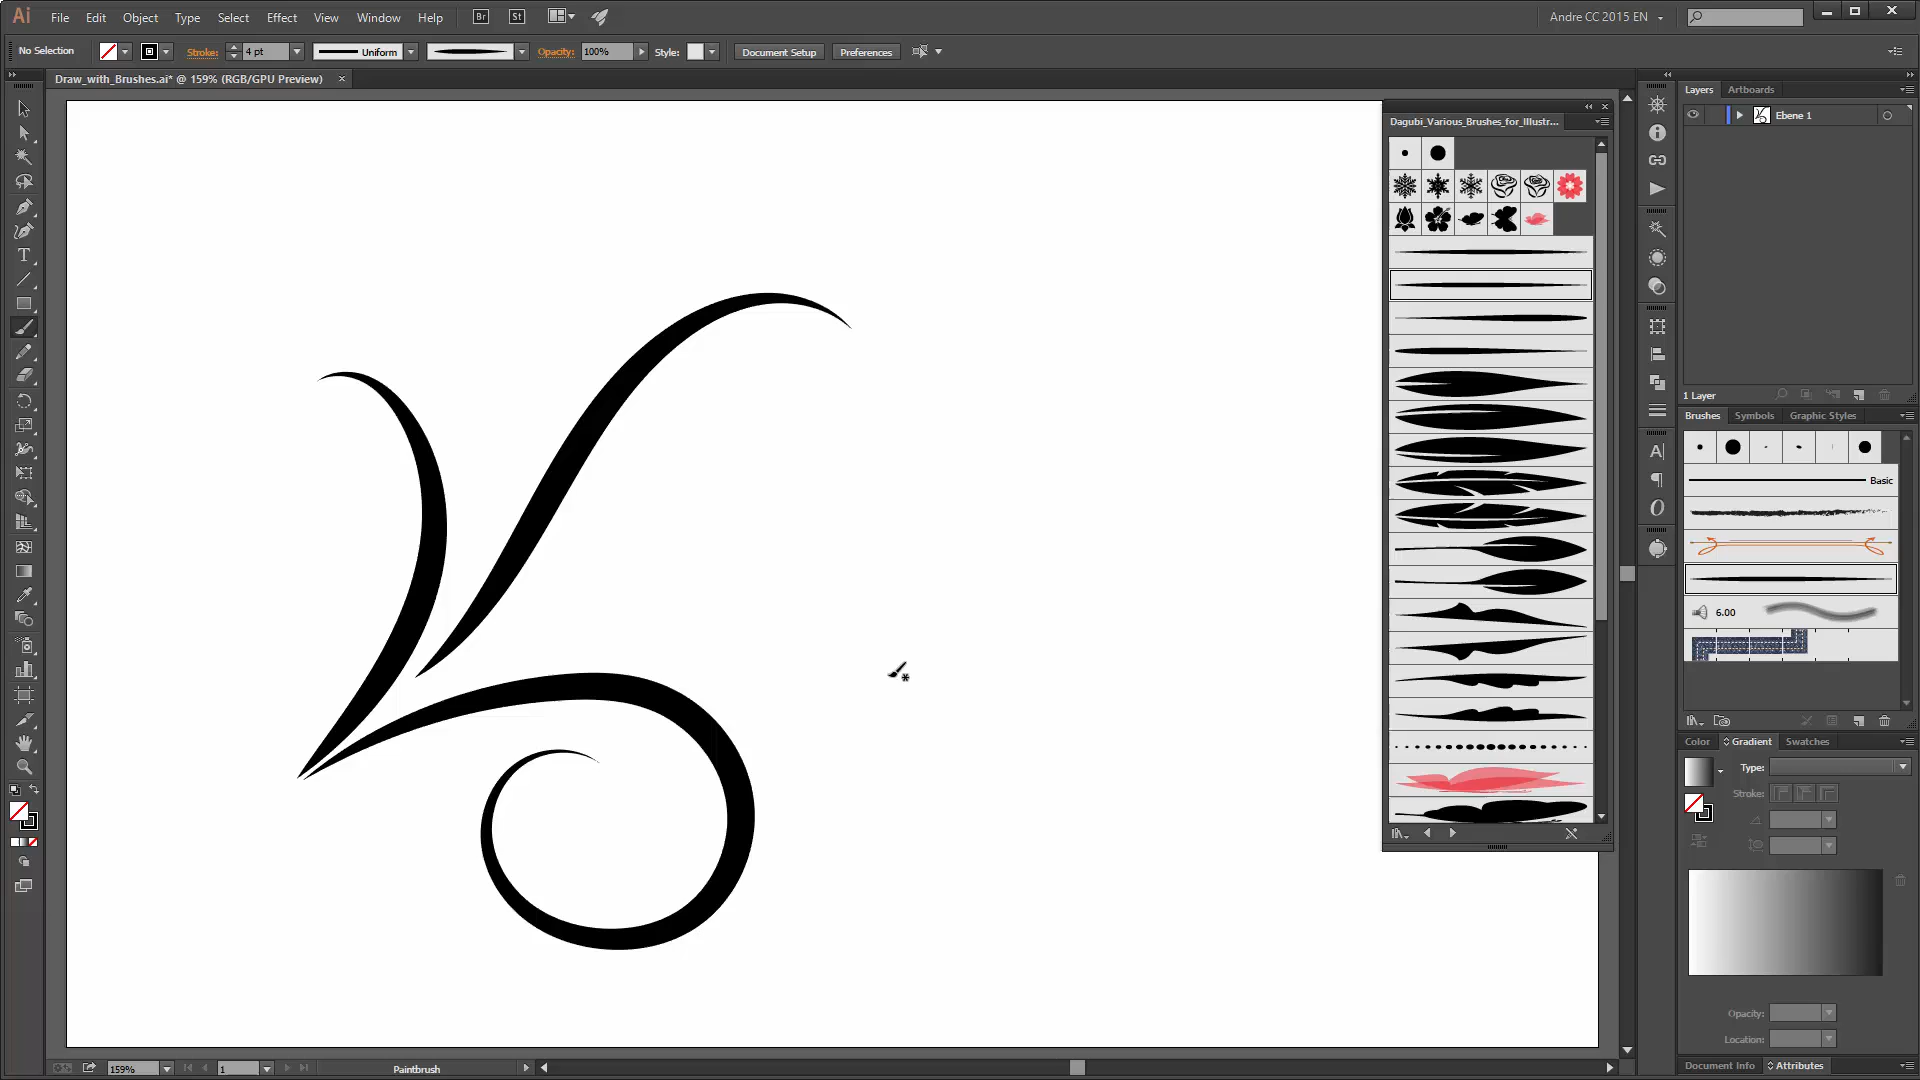 Ai File Edit Object Type Select Effect View Window Help Br St Andre CC 2015 EN
No Selection Stroke: 4 pt Uniform Opacity: 100% Style: Document Setup Preferences
Draw_with_Brushes.ai* @ 159% (RGB/GPU Preview)
Layers Artboards
Ebene 1
Dagubi_Various_Brushes_for_Illustr...
1 Layer
Brushes Symbols Graphic Styles
Basic
6.00
Color Gradient Swatches
Type:
Stroke:
Opacity:
Location:
159% 1 Paintbrush
Document Info Attributes